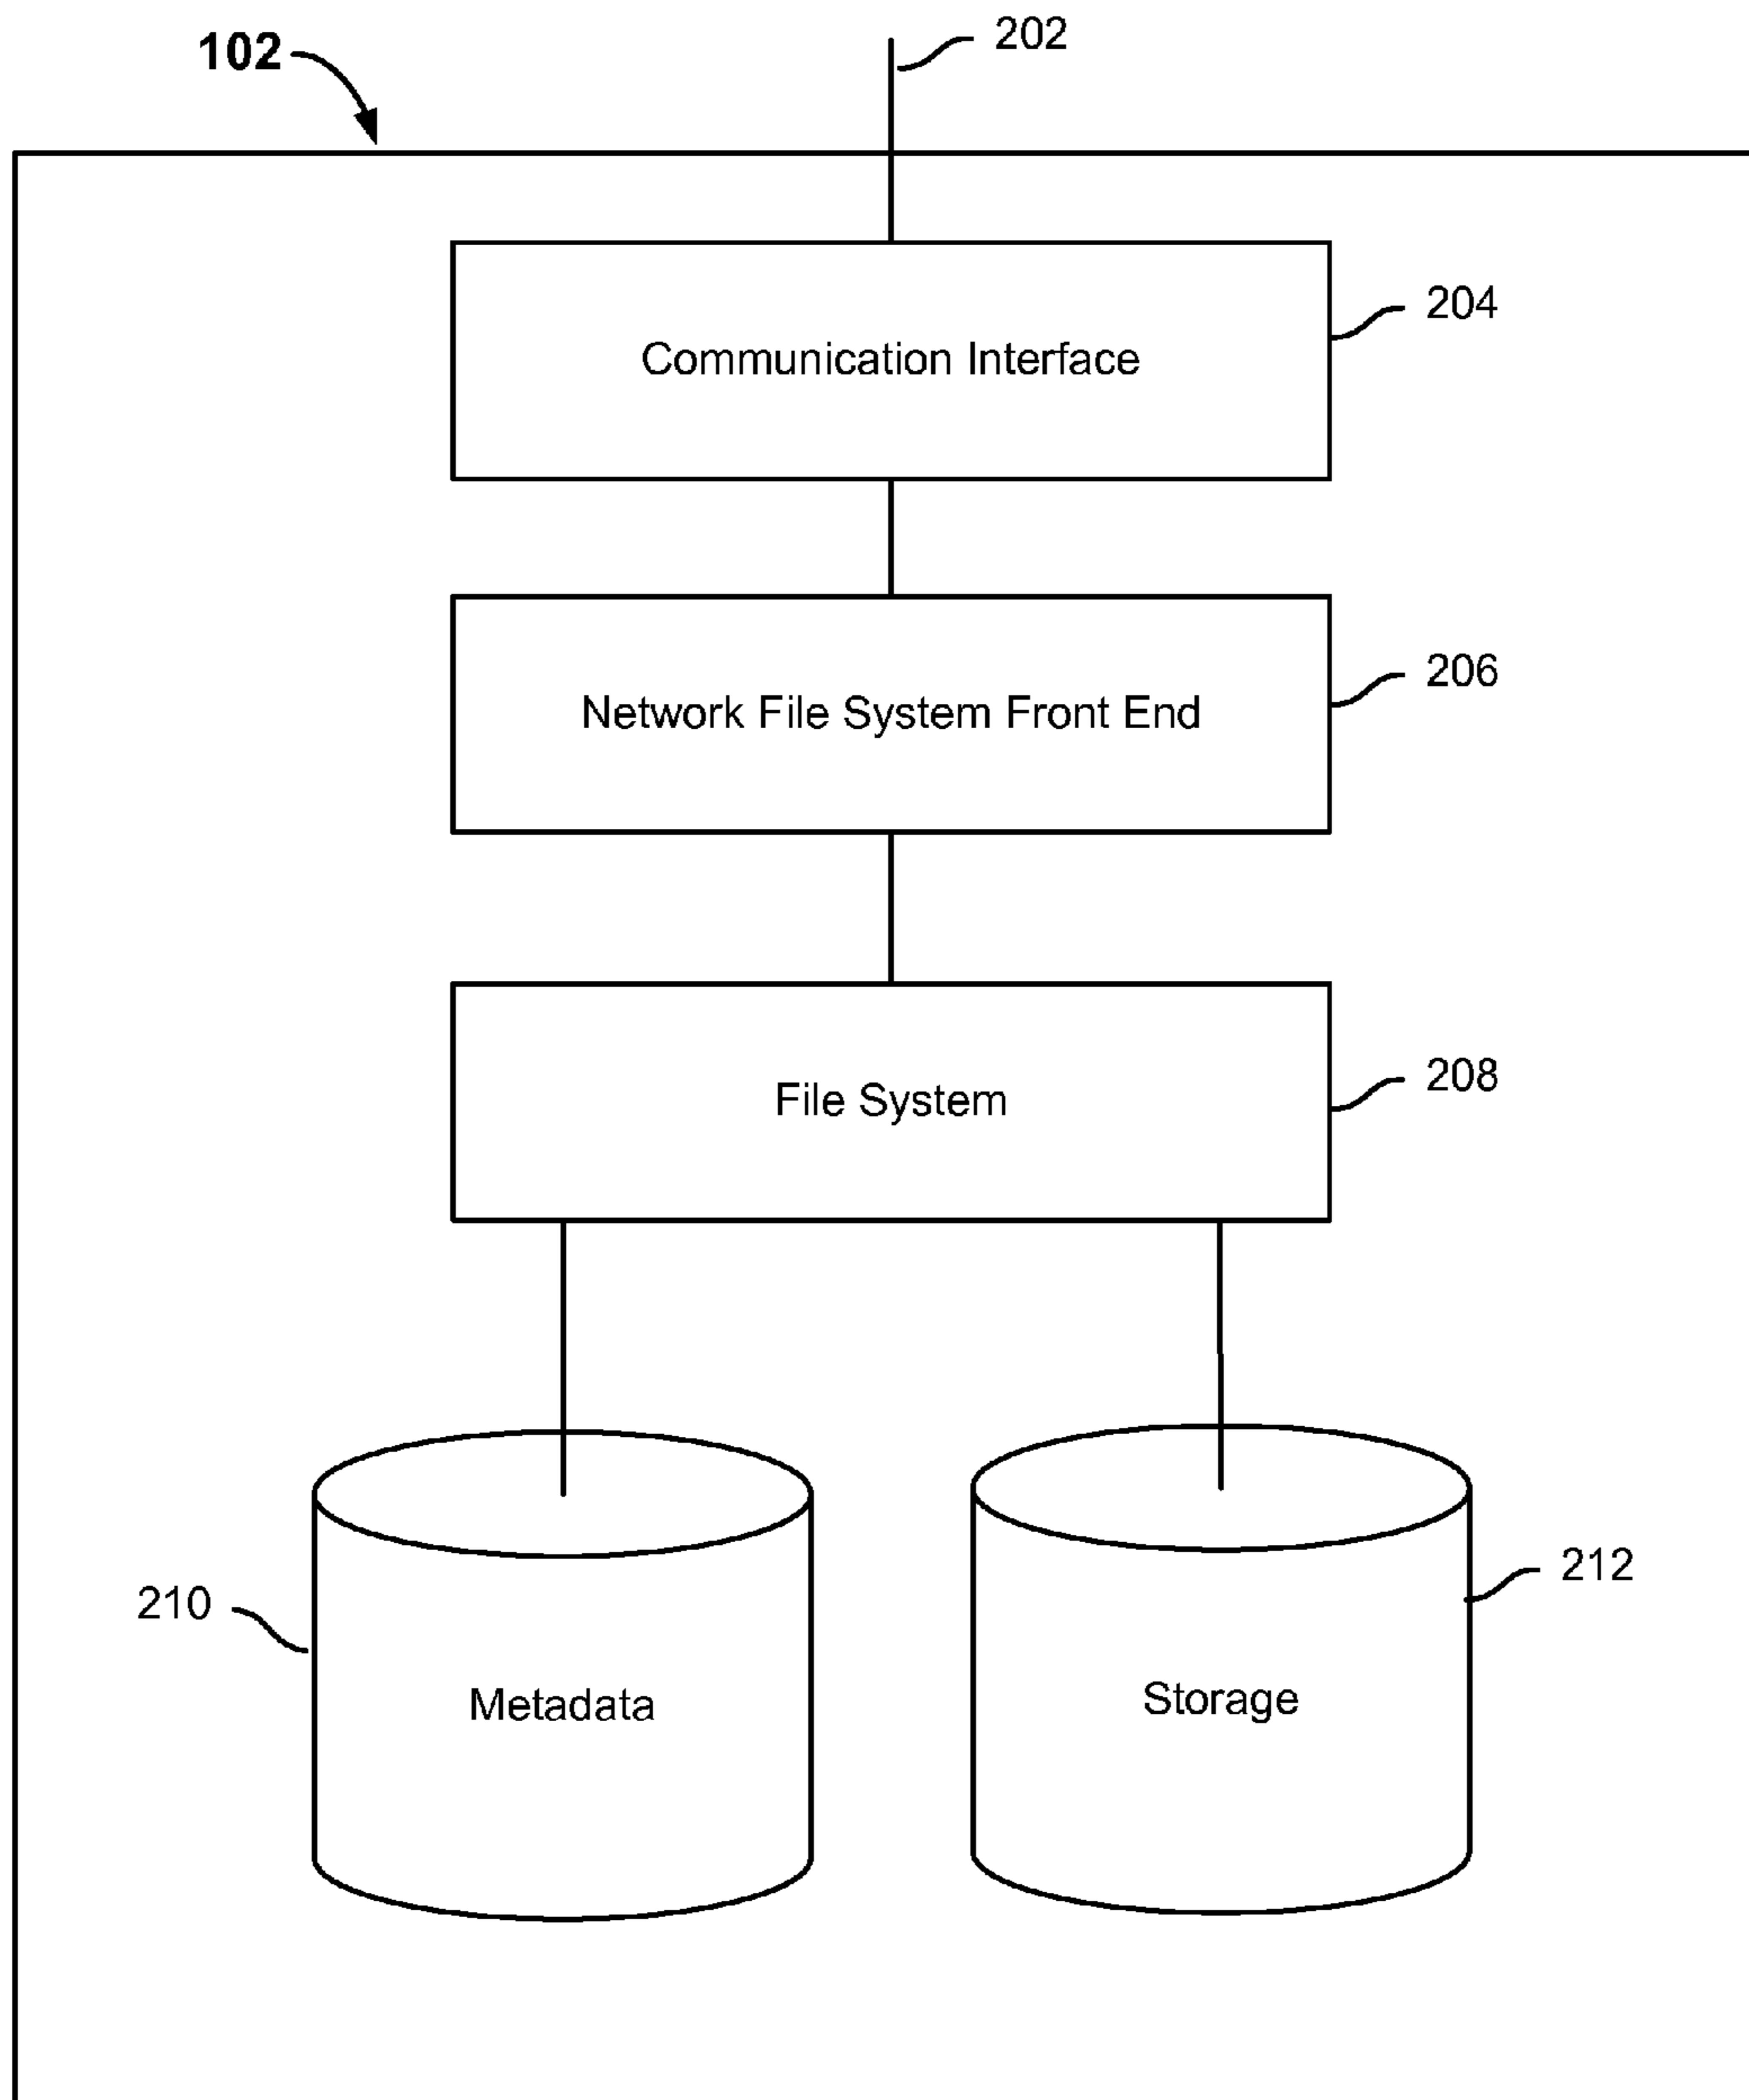 102
202
204
Communication Interface
206
Network File System Front End
208
File System
210
212
Metadata
Storage